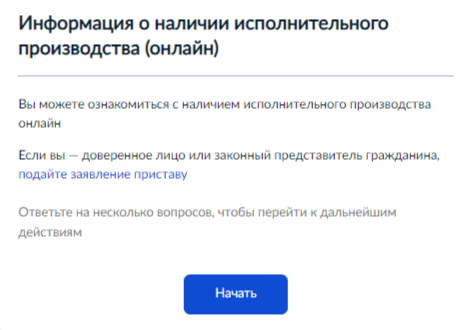 Информация о наличии исполнительного
производства (онлайн)
Вы можете ознакомиться с наличием исполнительного производства
онлайн
Если вы — доверенное лицо или законный представитель гражданина,
подайте заявление приставу
Ответьте на несколько вопросов, чтобы перейти к дальнейшим
действиям
Начать